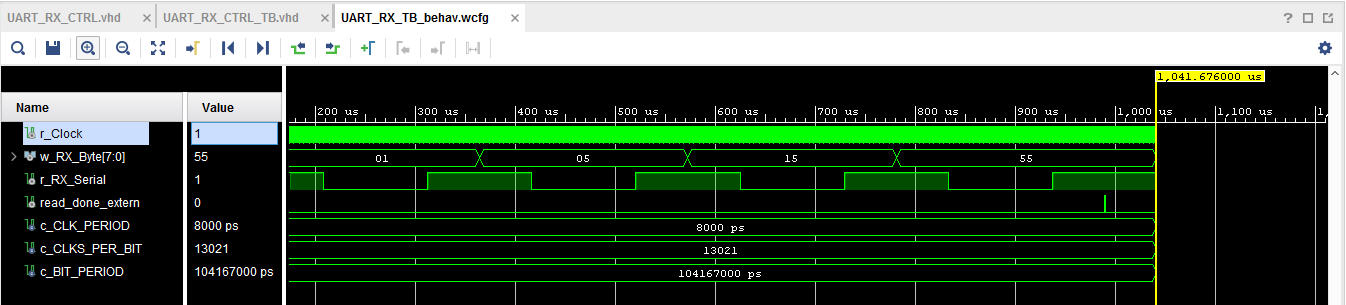 UART_RX_CTRL.vhd × UART_RX_CTRL_TB.vhd × UART_RX_TB_behav.wcfg ×
?
1,041.676000 us
Name Value
200 us 300 us 400 us 500 us 600 us 700 us 800 us 900 us 1,000 us 1,100 us 1,
r_Clock 1
w_RX_Byte[7:0] 55 01 05 15 55
r_RX_Serial 1
read_done_extern 0
c_CLK_PERIOD 8000 ps 8000 ps
c_CLKS_PER_BIT 13021 13021
c_BIT_PERIOD 104167000 ps 104167000 ps